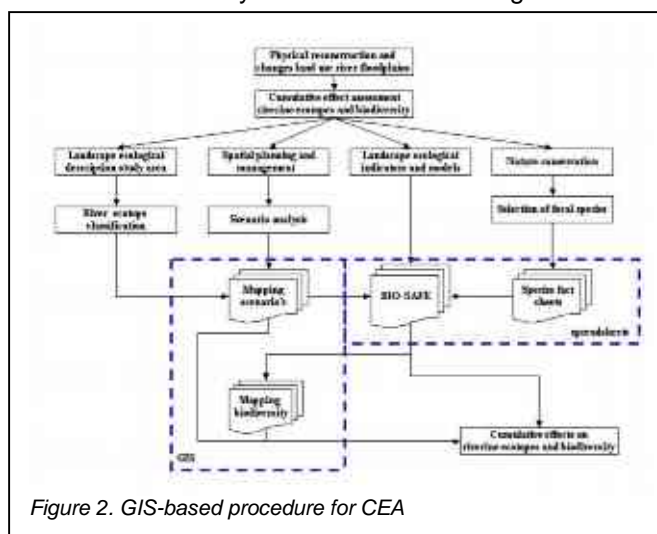 Physical reconstruction and
changes land use river floodplains
Cumulative effect assessment
riverine ecotopes and biodiversity
Landscape ecological
description study area
Spatial planning and
management
Landscape ecological
indicators and models
Nature conservation
River ecotope
classification
Scenario analysis
Selection of focal species
Mapping
scenario's
BIO-SAFE
Species fact
sheets
spreadsheets
Mapping
biodiversity
GIS
Cumulative effects on
riverine ecotopes and biodiversity
Figure 2. GIS-based procedure for CEA